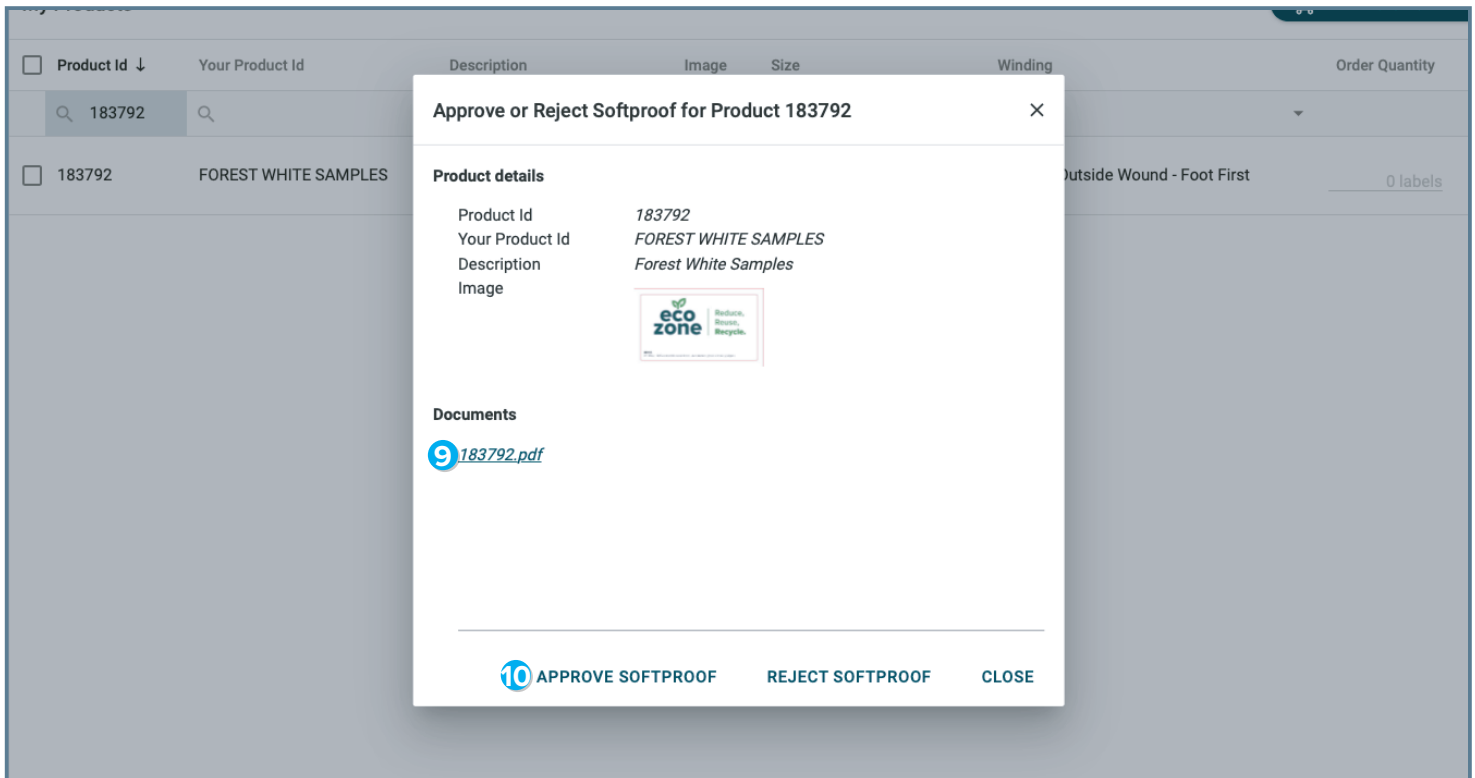 My Products
Product Id ↓ Your Product Id Description Image Size Winding Order Quantity
183792
183792 FOREST WHITE SAMPLES Outside Wound - Foot First 0 labels
Approve or Reject Softproof for Product 183792
Product details
Product Id 183792
Your Product Id FOREST WHITE SAMPLES
Description Forest White Samples
Image
eco zone
Reduce,
Reuse,
Recycle.
Documents
9 183792.pdf
10 APPROVE SOFTPROOF REJECT SOFTPROOF CLOSE